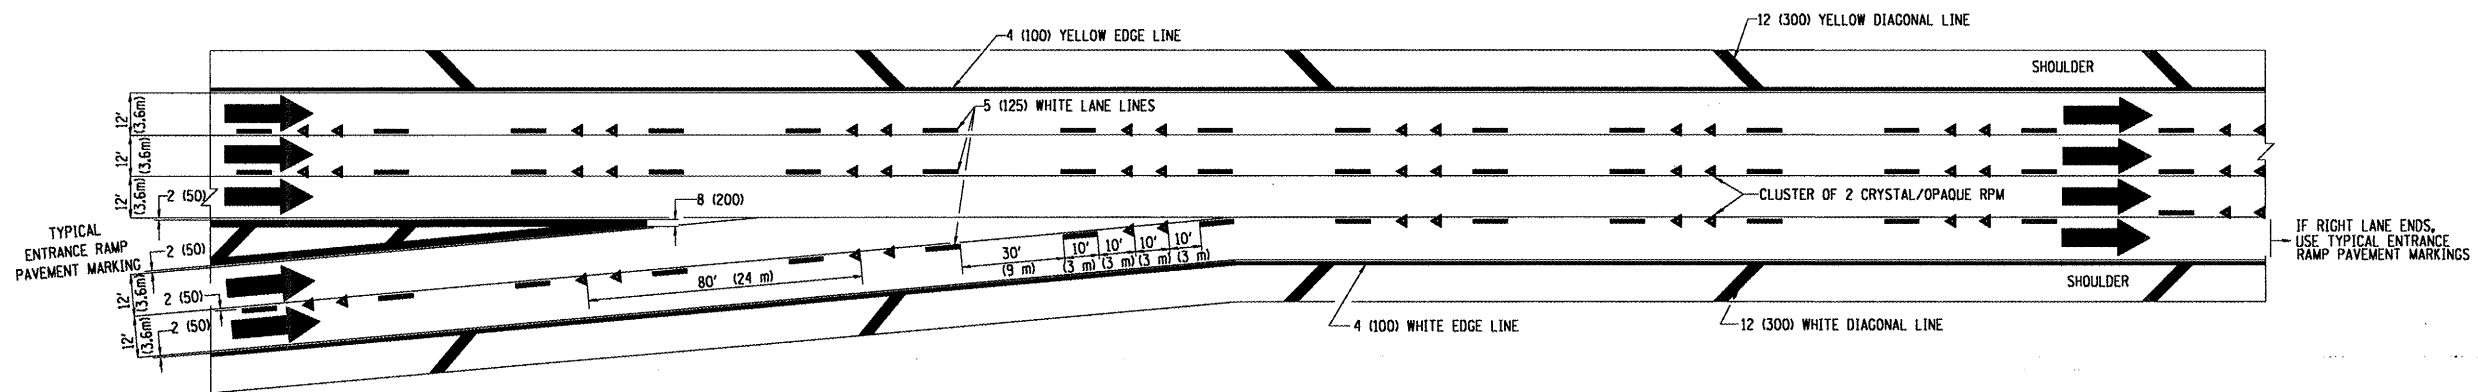 12 (300) YELLOW DIAGONAL LINE
4 (100) YELLOW EDGE LINE
SHOULDER
5 (125) WHITE LANE LINES
12'
(3.6m)
12'
(3.6m)
12'
(3.6m)
2 (50)
8 (200)
CLUSTER OF 2 CRYSTAL/OPAQUE RPM
TYPICAL
ENTRANCE RAMP
PAVEMENT MARKING
2 (50)
IF RIGHT LANE ENDS,
USE TYPICAL ENTRANCE
RAMP PAVEMENT MARKINGS
30'
(9 m)
10'
(3 m)
10'
(3 m)
10'
(3 m)
10'
(3 m)
80' (24 m)
12'
(3.6m)
2 (50)
12'
(3.6m)
2 (50)
SHOULDER
4 (100) WHITE EDGE LINE
12 (300) WHITE DIAGONAL LINE